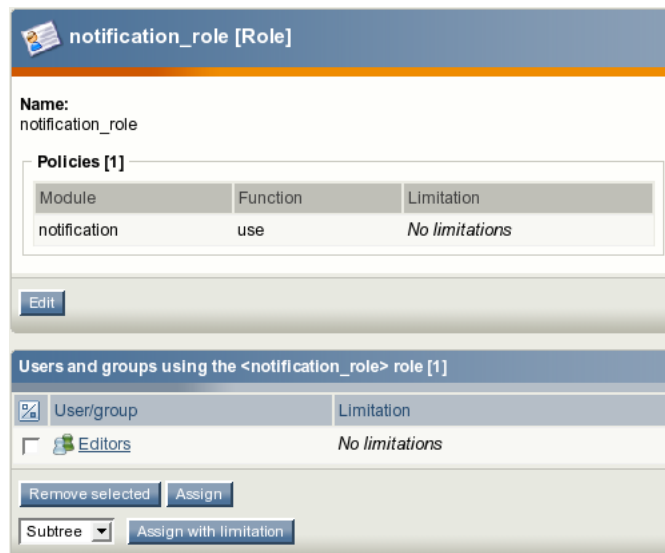 notification_role [Role]
Name:
notification_role
Policies [1]
Module Function Limitation
notification use No limitations
Edit
Users and groups using the <notification_role> role [1]
User/group Limitation
Editors No limitations
Remove selected Assign
Subtree Assign with limitation